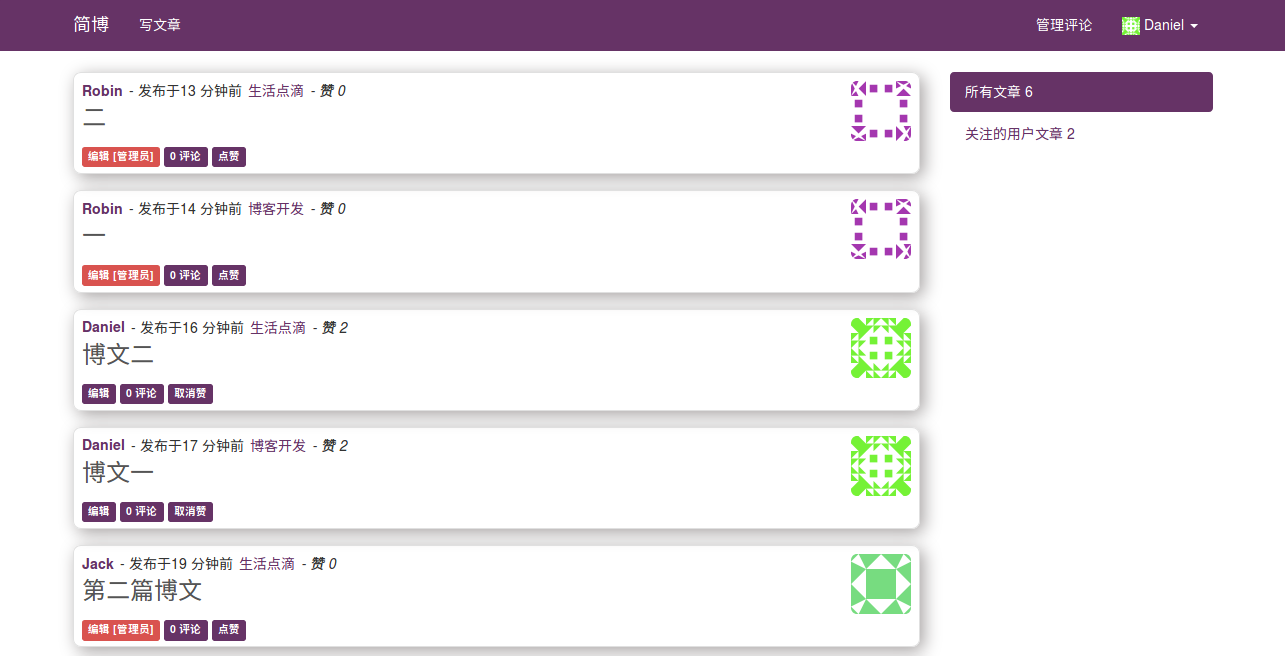 简博 写文章 管理评论 Daniel
Robin - 发布于13 分钟前 生活点滴 - 赞 0
二
编辑 [管理员] 0 评论 点赞
Robin - 发布于14 分钟前 博客开发 - 赞 0
一
编辑 [管理员] 0 评论 点赞
Daniel - 发布于16 分钟前 生活点滴 - 赞 2
博文二
编辑 0 评论 取消赞
Daniel - 发布于17 分钟前 博客开发 - 赞 2
博文一
编辑 0 评论 取消赞
Jack - 发布于19 分钟前 生活点滴 - 赞 0
第二篇博文
编辑 [管理员] 0 评论 点赞
所有文章 6
关注的用户文章 2